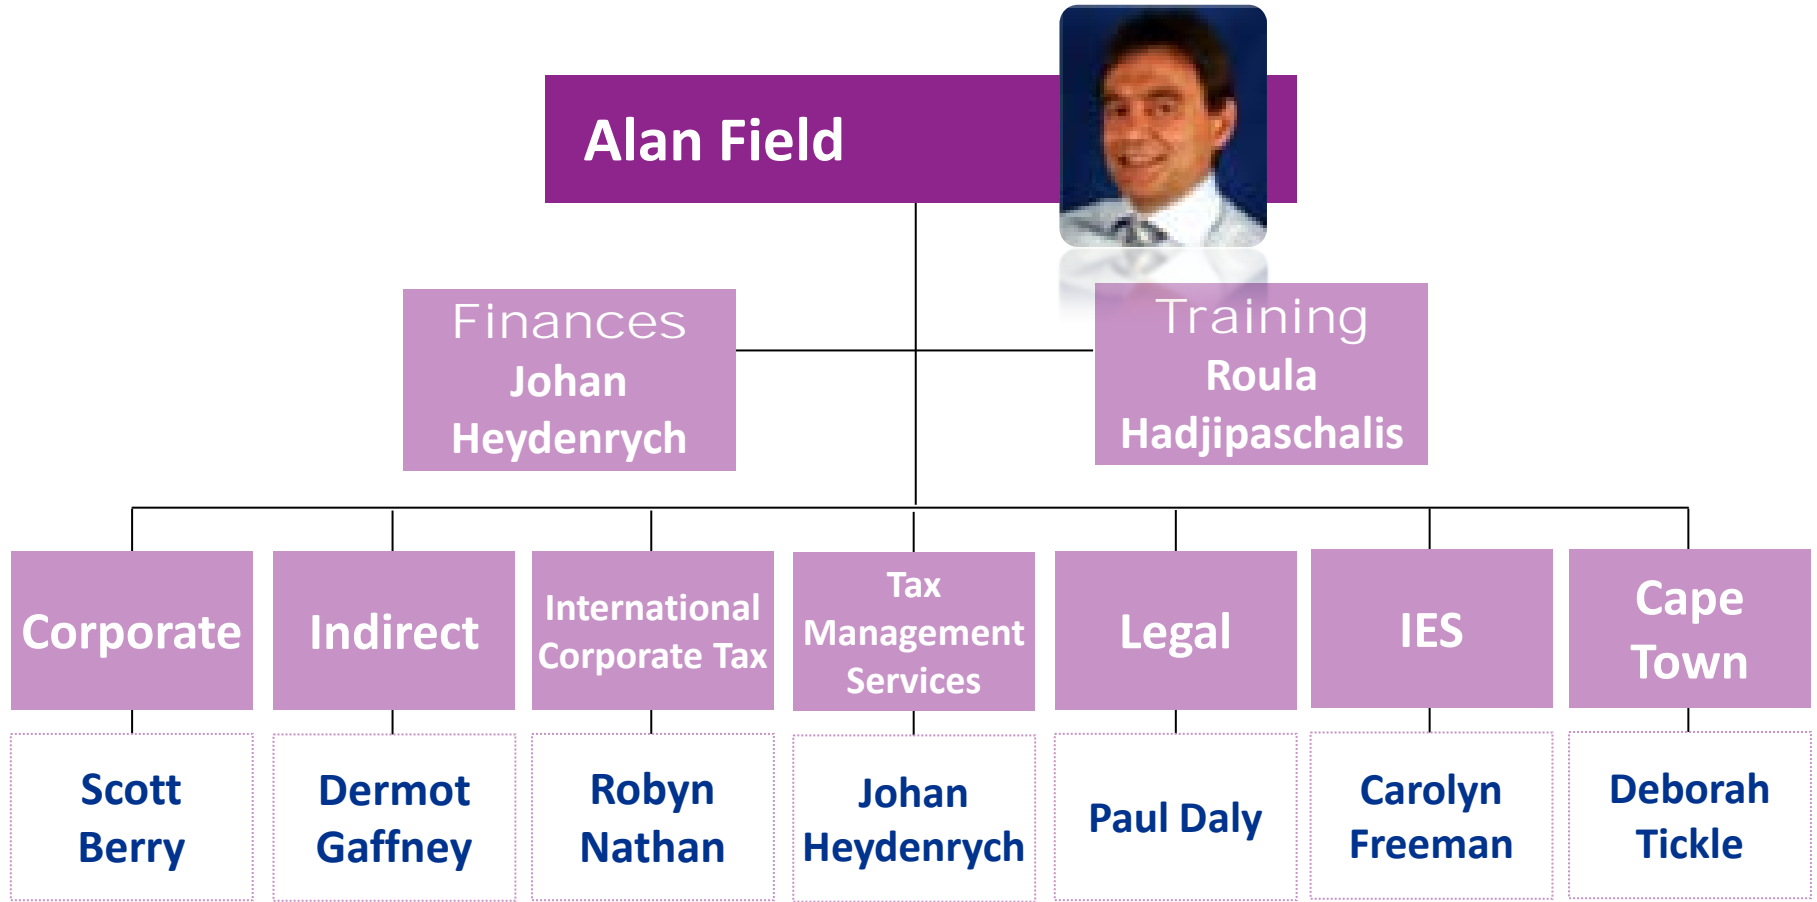 Alan Field
Finances
Johan
Heydenrych
Training
Roula
Hadjipaschalis
Corporate
Indirect
International
Corporate Tax
Tax
Management
Services
Legal
IES
Cape
Town
Scott
Berry
Dermot
Gaffney
Robyn
Nathan
Johan
Heydenrych
Paul Daly
Carolyn
Freeman
Deborah
Tickle